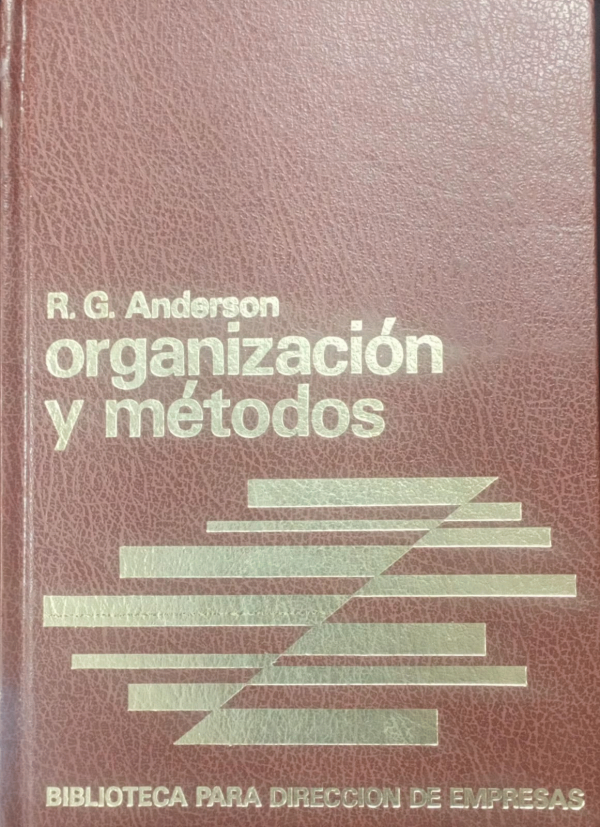 R. G. Anderson
organización
y métodos
BIBLIOTECA PARA DIRECCION DE EMPRESAS